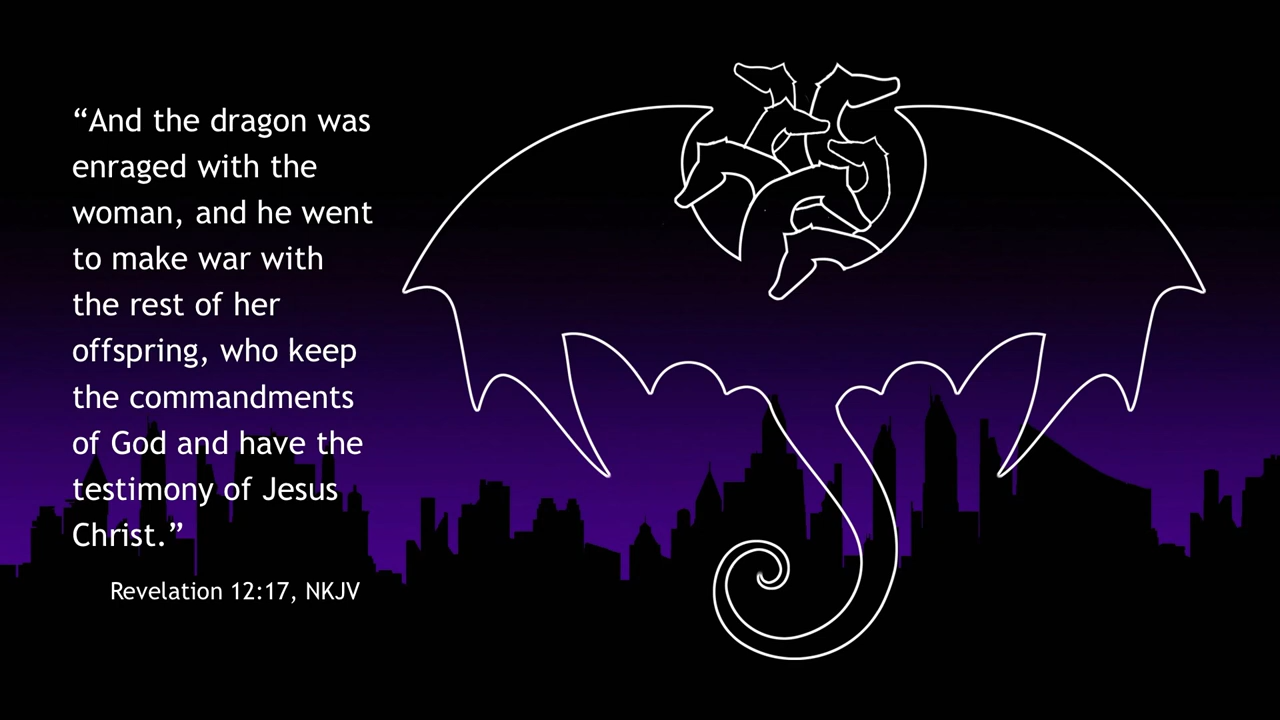 “And the dragon was
enraged with the
woman, and he went
to make war with
the rest of her
offspring, who keep
the commandments
of God and have the
testimony of Jesus
Christ.”
Revelation 12:17, NKJV